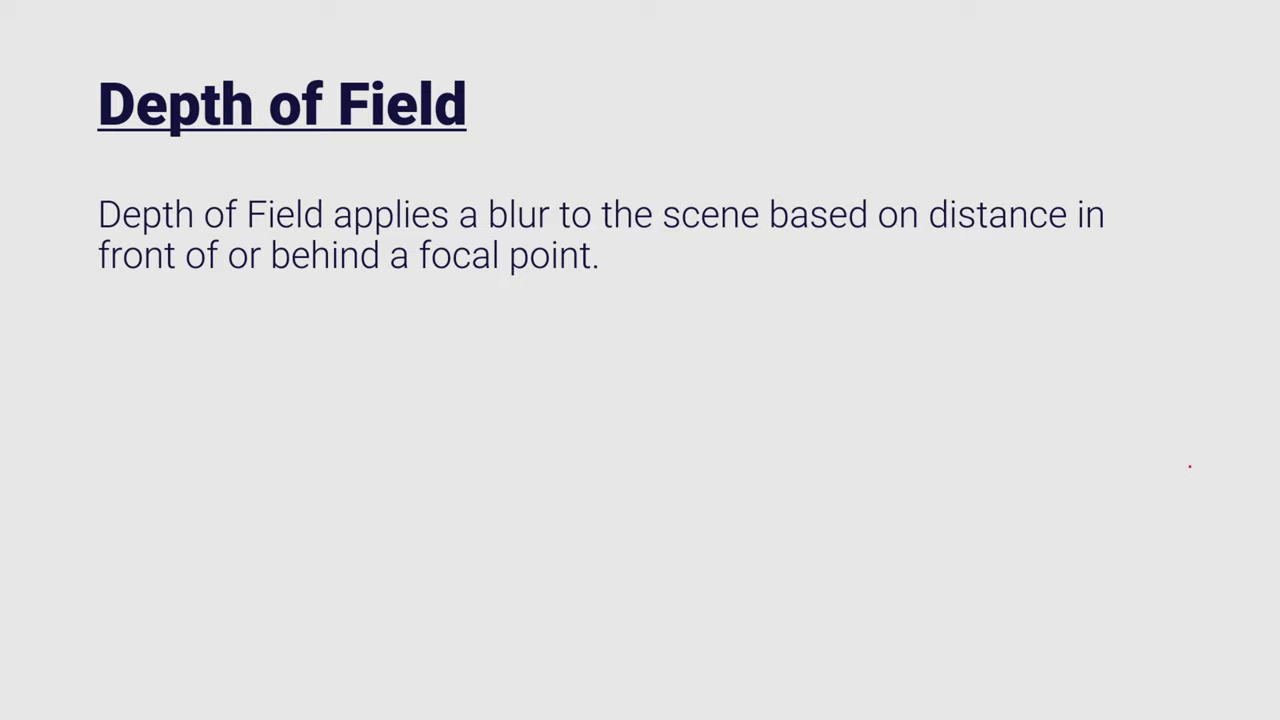 Depth of Field
Depth of Field applies a blur to the scene based on distance in
front of or behind a focal point.